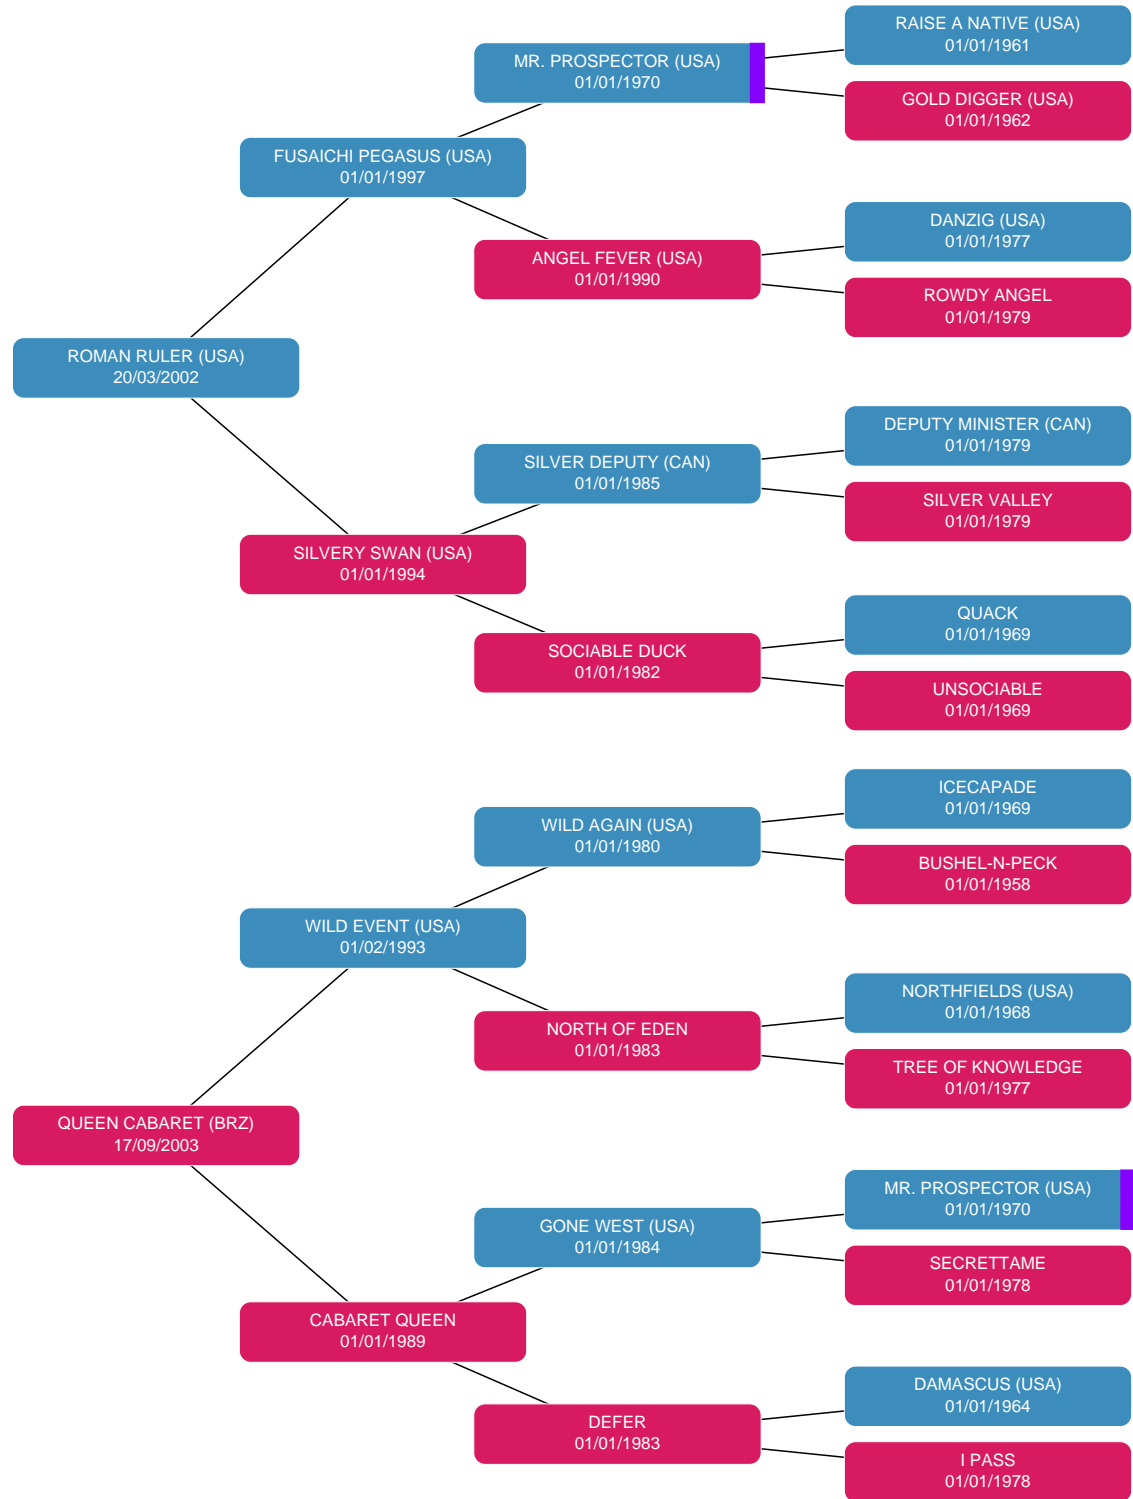 RAISE A NATIVE (USA)
01/01/1961
MR. PROSPECTOR (USA)
01/01/1970
GOLD DIGGER (USA)
01/01/1962
FUSAICHI PEGASUS (USA)
01/01/1997
DANZIG (USA)
01/01/1977
ANGEL FEVER (USA)
01/01/1990
ROWDY ANGEL
01/01/1979
ROMAN RULER (USA)
20/03/2002
DEPUTY MINISTER (CAN)
01/01/1979
SILVER DEPUTY (CAN)
01/01/1985
SILVER VALLEY
01/01/1979
SILVERY SWAN (USA)
01/01/1994
QUACK
01/01/1969
SOCIABLE DUCK
01/01/1982
UNSOCIABLE
01/01/1969
ICECAPADE
01/01/1969
WILD AGAIN (USA)
01/01/1980
BUSHEL-N-PECK
01/01/1958
WILD EVENT (USA)
01/02/1993
NORTHFIELDS (USA)
01/01/1968
NORTH OF EDEN
01/01/1983
TREE OF KNOWLEDGE
01/01/1977
QUEEN CABARET (BRZ)
17/09/2003
MR. PROSPECTOR (USA)
01/01/1970
GONE WEST (USA)
01/01/1984
SECRETTAME
01/01/1978
CABARET QUEEN
01/01/1989
DAMASCUS (USA)
01/01/1964
DEFER
01/01/1983
I PASS
01/01/1978